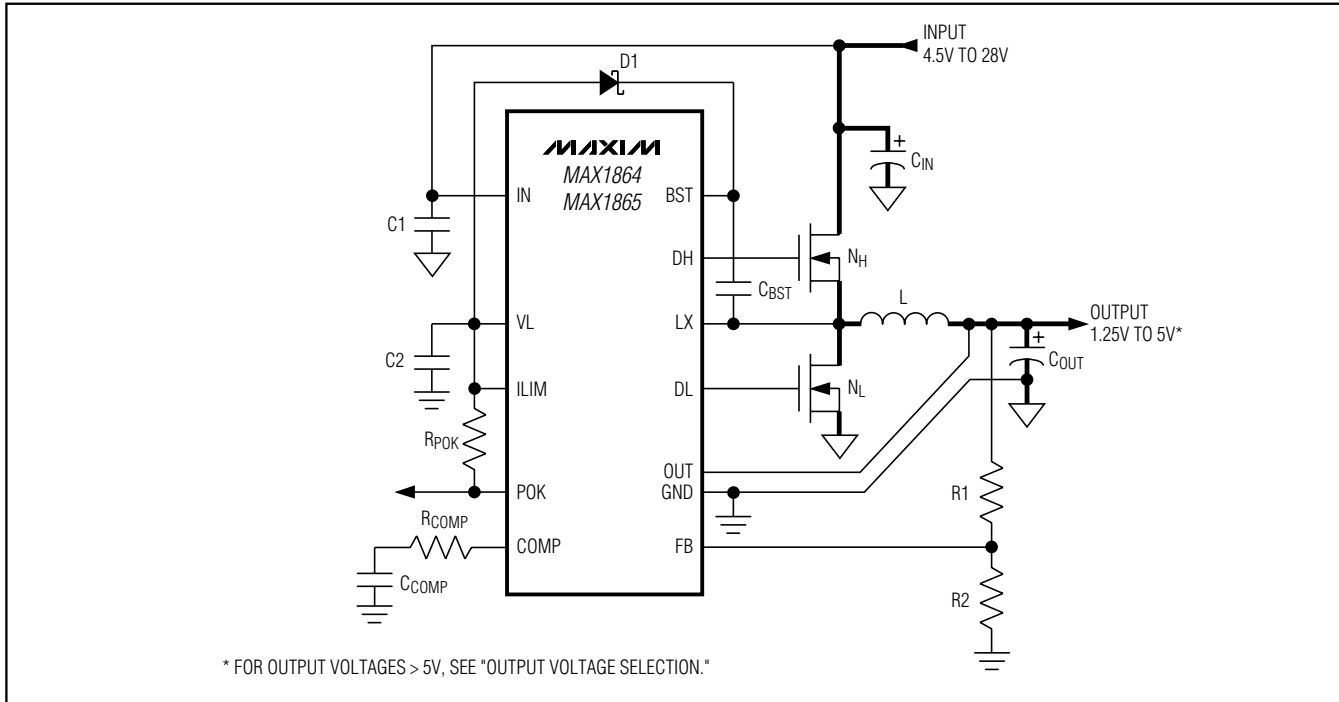 INPUT
4.5V TO 28V
D1
+
CIN
MAXIM
MAX1864
MAX1865
IN
BST
C1
DH
NH
CBST
L
VL
LX
OUTPUT
1.25V TO 5V*
+
COUT
C2
ILIM
DL
NL
RPOK
OUT
POK
GND
R1
RCOMP
COMP
FB
CCOMP
R2
* FOR OUTPUT VOLTAGES > 5V, SEE "OUTPUT VOLTAGE SELECTION."